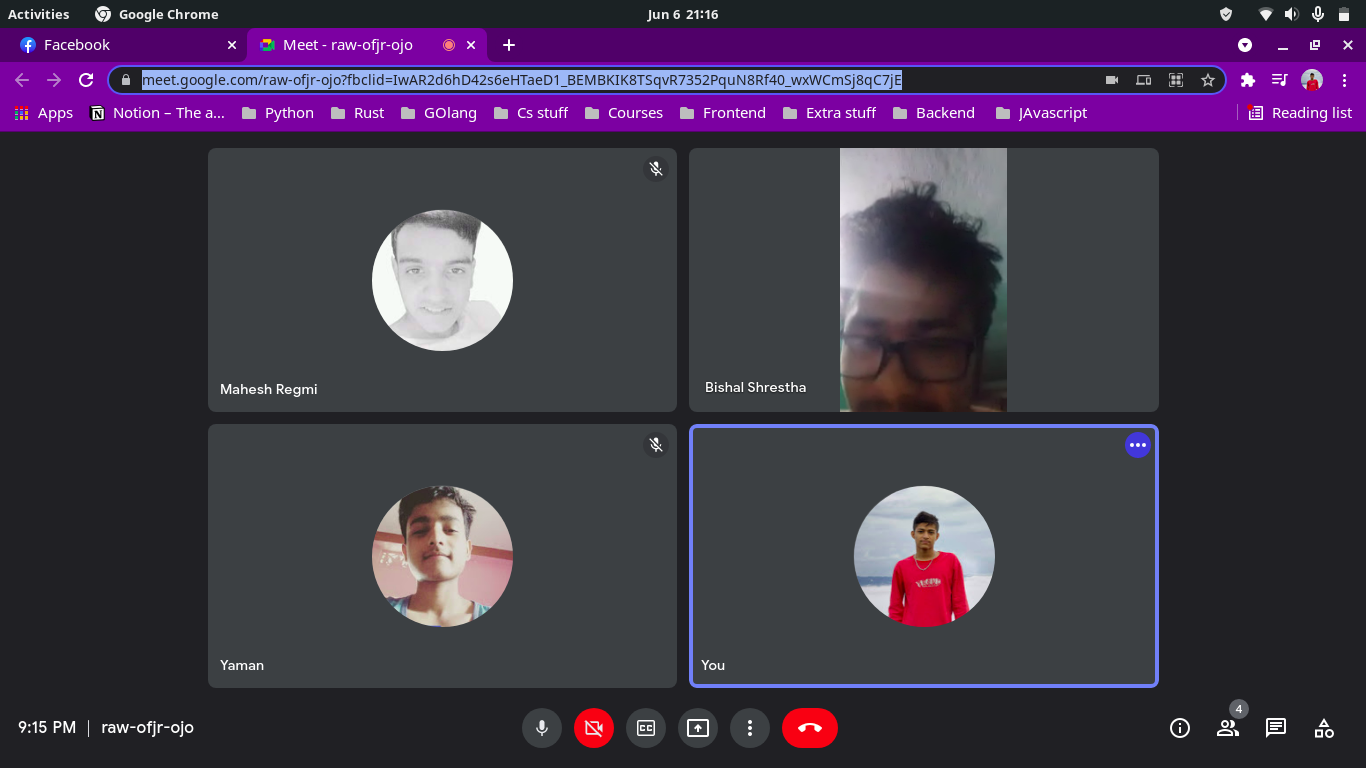 Activities Google Chrome Jun 6 21:16
Facebook Meet - raw-ofjr-ojo
meet.google.com/raw-ofjr-ojo?fbclid=IwAR2d6hD42s6eHTaeD1_BEMBKIK8TSqvR7352PquN8Rf40_wxWCmSj8qC7jE
Apps Notion – The a... Python Rust GOlang Cs stuff Courses Frontend Extra stuff Backend JAvascript Reading list
Mahesh Regmi
Bishal Shrestha
Yaman
You
9:15 PM | raw-ofjr-ojo
CC
4